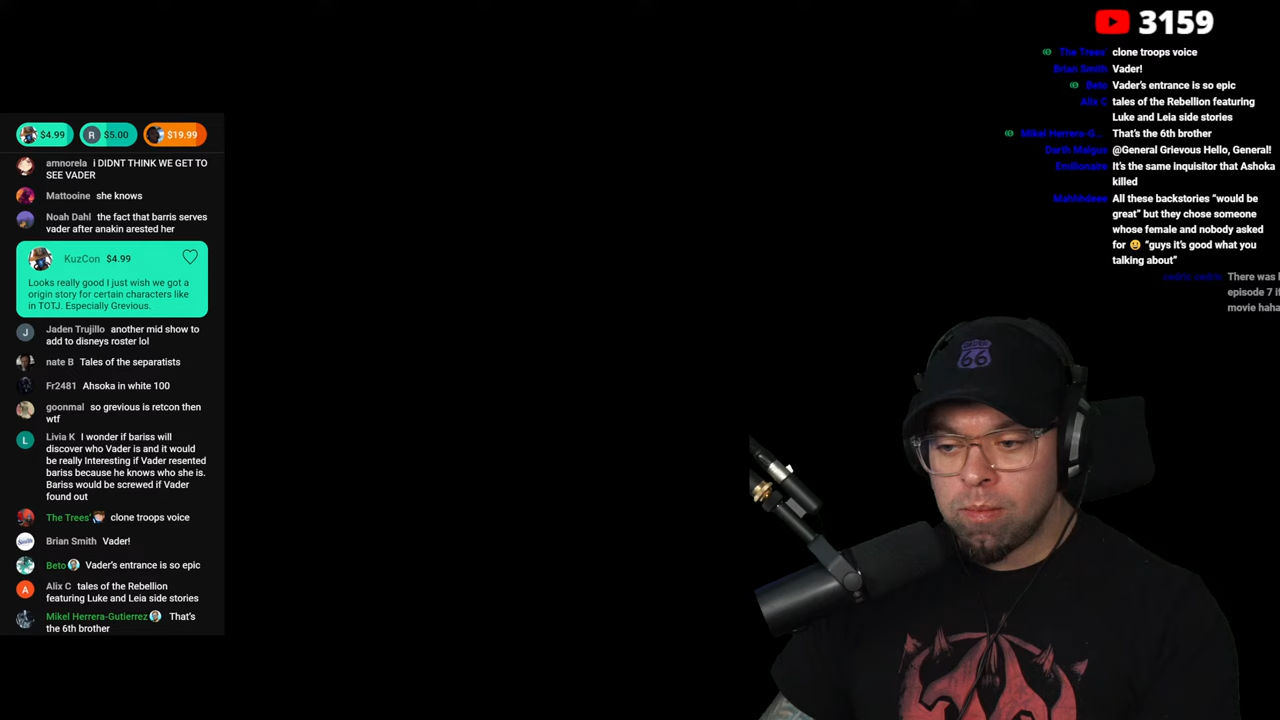 3159
The Trees' clone troops voice
Brian Smith Vader!
Beto Vader's entrance is so epic
Alix C tales of the Rebellion featuring
Luke and Leia side stories
Mikel Herrera-G... That's the 6th brother
Darth Malgus @General Grievous Hello, General!
Emilionaire It's the same inquisitor that Ashoka
killed
All these backstories “would be
great” but they chose someone
whose female and nobody asked
for 😃 “guys it's good what you
talking about”
There was
episode 7 if
movie haha
$4.99 R $5.00 $19.99
amnorela i DIDNT THINK WE GET TO
SEE VADER
Mattooine she knows
Noah Dahl the fact that barris serves
vader after anakin arested her
KuzCon $4.99
Looks really good I just wish we got a
origin story for certain characters like
in TOTJ. Especially Grevious.
J Jaden Trujillo another mid show to
add to disneys roster lol
nate B Tales of the separatists
Fr2481 Ahsoka in white 100
goonmal so grevious is retcon then
wtf
L Livia K I wonder if bariss will
discover who Vader is and it would
be really Interesting if Vader resented
bariss because he knows who she is.
Bariss would be screwed if Vader
found out
The Trees' clone troops voice
Smith Brian Smith Vader!
Beto Vader's entrance is so epic
A Alix C tales of the Rebellion
featuring Luke and Leia side stories
Mikel Herrera-Gutierrez That's
the 6th brother
66